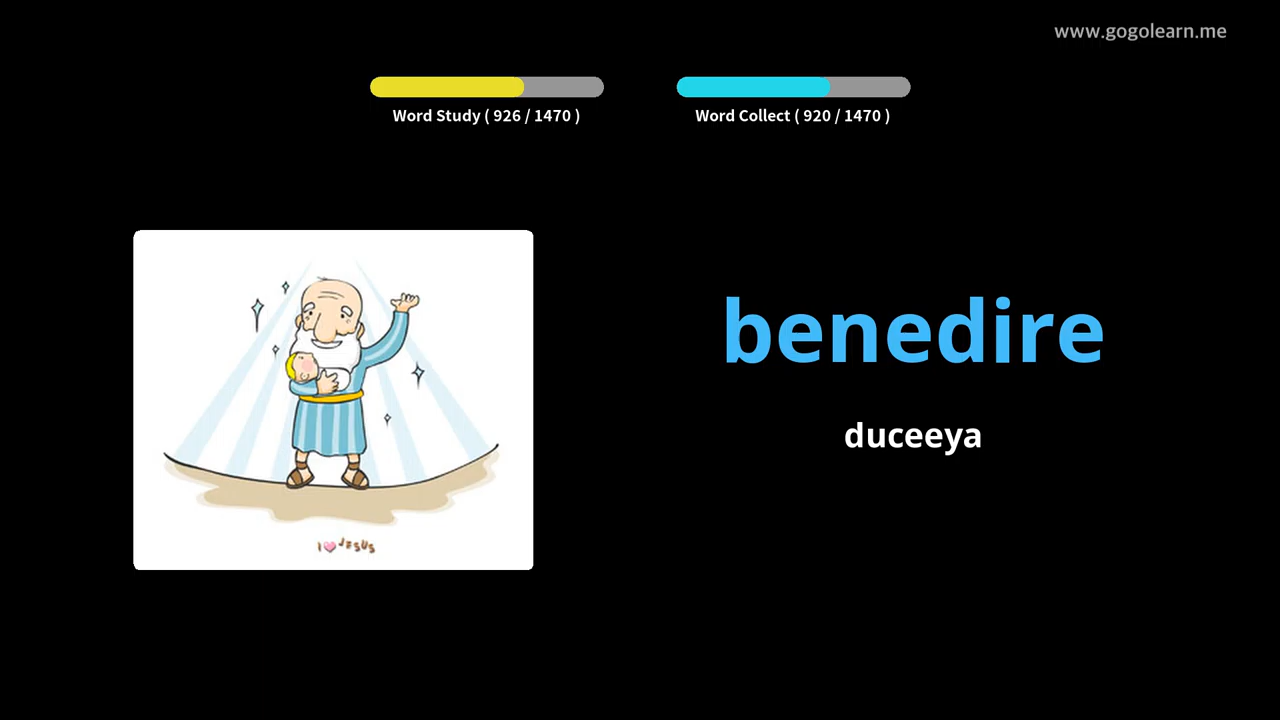 www.gogolearn.me
Word Study ( 926 / 1470 )
Word Collect ( 920 / 1470 )
benedire
duceeya
I JESUS